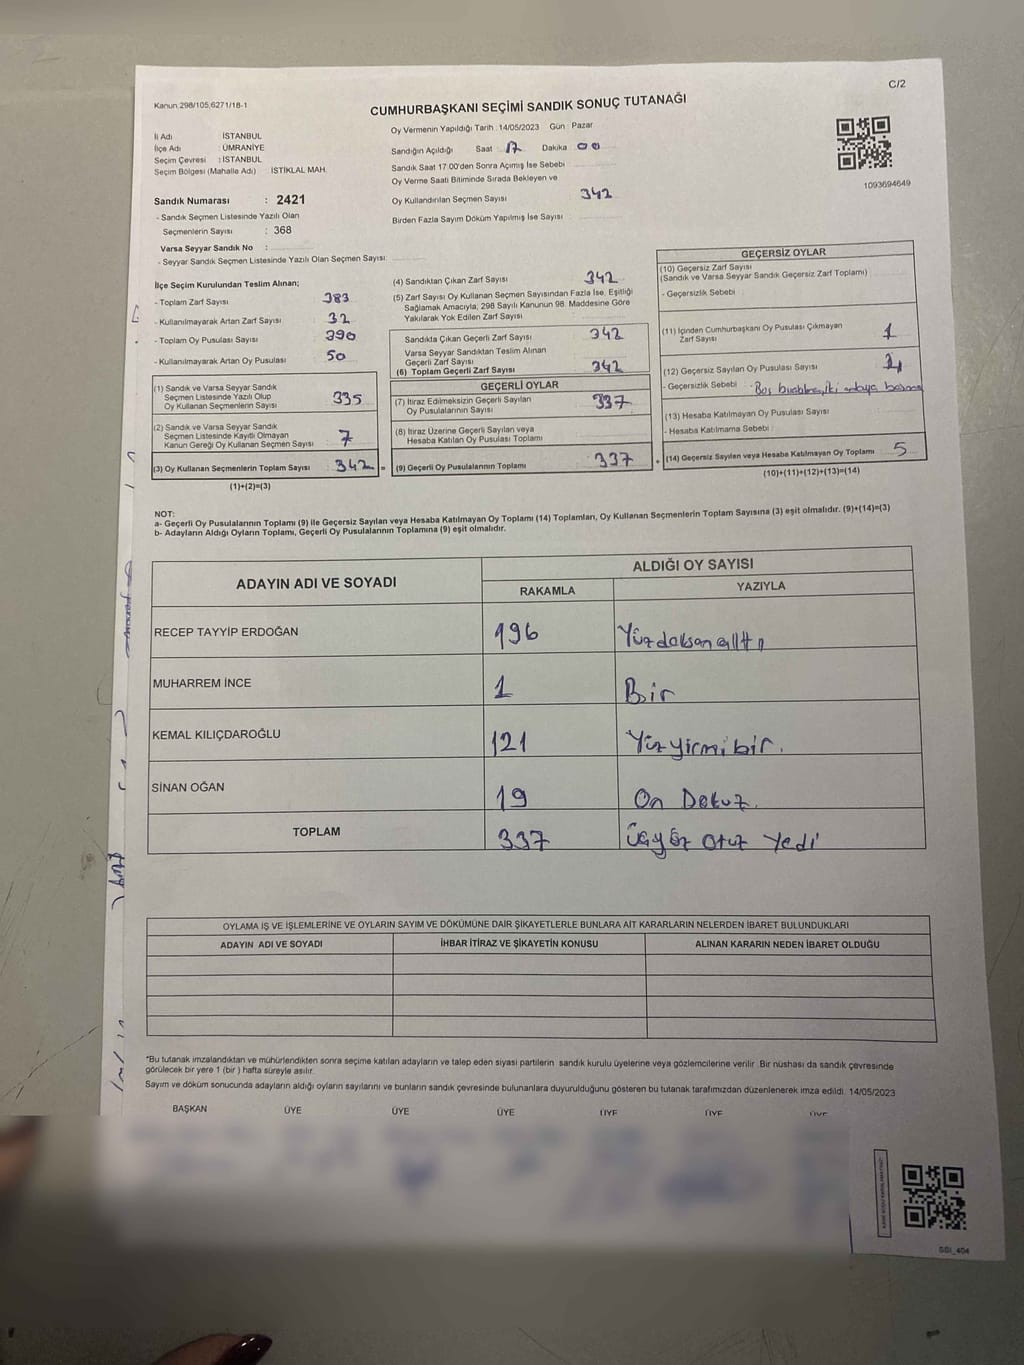 C/2
Kanun 298/105,6271/18-1
CUMHURBAŞKANI SEÇİMİ SANDIK SONUÇ TUTANAĞI
İl Adı : İSTANBUL
İlçe Adı : ÜMRANİYE
Seçim Çevresi : İSTANBUL
Seçim Bölgesi (Mahalle Adı) İSTİKLAL MAH.
Oy Vermenin Yapıldığı Tarih : 14/05/2023 Gün : Pazar
Sandığın Açıldığı Saat 17 Dakika 00
Sandık Saat 17.00'den Sonra Açımış İse Sebebi
Oy Verme Saati Bitiminde Sırada Bekleyen ve
Oy Kullandırılan Seçmen Sayısı 342
Birden Fazla Sayım Döküm Yapılmış İse Sayısı
1093694649
Sandık Numarası : 2421
- Sandık Seçmen Listesinde Yazılı Olan
Seçmenlerin Sayısı : 368
Varsa Seyyar Sandık No :
- Seyyar Sandık Seçmen Listesinde Yazılı Olan Seçmen Sayısı:
İlçe Seçim Kurulundan Teslim Alınan;
- Toplam Zarf Sayısı 383
- Kullanılmayarak Artan Zarf Sayısı 32
- Toplam Oy Pusulası Sayısı 390
- Kullanılmayarak Artan Oy Pusulası 50
(1) Sandık ve Varsa Seyyar Sandık
Seçmen Listesinde Yazılı Olup
Oy Kullanan Seçmenlerin Sayısı 335
(2) Sandık ve Varsa Seyyar Sandık
Seçmen Listesinde Kayıtlı Olmayan
Kanun Gereği Oy Kullanan Seçmen Sayısı 7
(3) Oy Kullanan Seçmenlerin Toplam Sayısı 342 =
(1)+(2)=(3)
(4) Sandıktan Çıkan Zarf Sayısı 342
(5) Zarf Sayısı Oy Kullanan Seçmen Sayısından Fazla İse, Eşitliği
Sağlamak Amacıyla, 298 Sayılı Kanunun 98. Maddesine Göre
Yakılarak Yok Edilen Zarf Sayısı
Sandıkta Çıkan Geçerli Zarf Sayısı 342
Varsa Seyyar Sandıktan Teslim Alınan
Geçerli Zarf Sayısı
(6) Toplam Geçerli Zarf Sayısı 342
GEÇERLİ OYLAR
(7) İtiraz Edilmeksizin Geçerli Sayılan
Oy Pusulalarının Sayısı 337
(8) İtiraz Üzerine Geçerli Sayılan veya
Hesaba Katılan Oy Pusulası Toplamı
(9) Geçerli Oy Pusulalarının Toplamı 337 +
GEÇERSİZ OYLAR
(10) Geçersiz Zarf Sayısı
(Sandık ve Varsa Seyyar Sandık Geçersiz Zarf Toplamı)
- Geçersizlik Sebebi
(11) İçinden Cumhurbaşkanı Oy Pusulası Çıkmayan
Zarf Sayısı 1
(12) Geçersiz Sayılan Oy Pusulası Sayısı
- Geçersizlik Sebebi
(13) Hesaba Katılmayan Oy Pusulası Sayısı
- Hesaba Katılmama Sebebi
(14) Geçersiz Sayılan veya Hesaba Katılmayan Oy Toplamı 5
(10)+(11)+(12)+(13)=(14)
NOT:
a- Geçerli Oy Pusulalarının Toplamı (9) ile Geçersiz Sayılan veya Hesaba Katılmayan Oy Toplamı (14) Toplamları, Oy Kullanan Seçmenlerin Toplam Sayısına (3) eşit olmalıdır. (9)+(14)=(3)
b- Adayların Aldığı Oyların Toplamı, Geçerli Oy Pusulalarının Toplamına (9) eşit olmalıdır.
ADAYIN ADI VE SOYADI ALDIĞI OY SAYISI
RAKAMLA YAZIYLA
RECEP TAYYİP ERDOĞAN 196 Yüzdoksan altı
MUHARREM İNCE 1 Bir
KEMAL KILIÇDAROĞLU 121 Yüzyirmibir.
SİNAN OĞAN 19 On Dokuz.
TOPLAM 337 Üçyüz Otuz Yedi
OYLAMA İŞ VE İŞLEMLERİNE VE OYLARIN SAYIM VE DÖKÜMÜNE DAİR ŞİKAYETLERLE BUNLARA AİT KARARLARIN NELERDEN İBARET BULUNDUKLARI
ADAYIN ADI VE SOYADI İHBAR İTİRAZ VE ŞİKAYETİN KONUSU ALINAN KARARIN NEDEN İBARET OLDUĞU
*Bu tutanak imzalandıktan ve mühürlendikten sonra seçime katılan adayların ve talep eden siyasi partilerin sandık kurulu üyelerine veya gözlemcilerine verilir. Bir nüshası da sandık çevresinde
görülecek bir yere 1 (bir) hafta süreyle asılır.
Sayım ve döküm sonucunda adayların aldığı oyların sayılarını ve bunların sandık çevresinde bulunanlara duyurulduğunu gösteren bu tutanak tarafımızdan düzenlenerek imza edildi. 14/05/2023
BAŞKAN ÜYE ÜYE ÜYE ÜYE ÜYE ÜYE
SGI_404